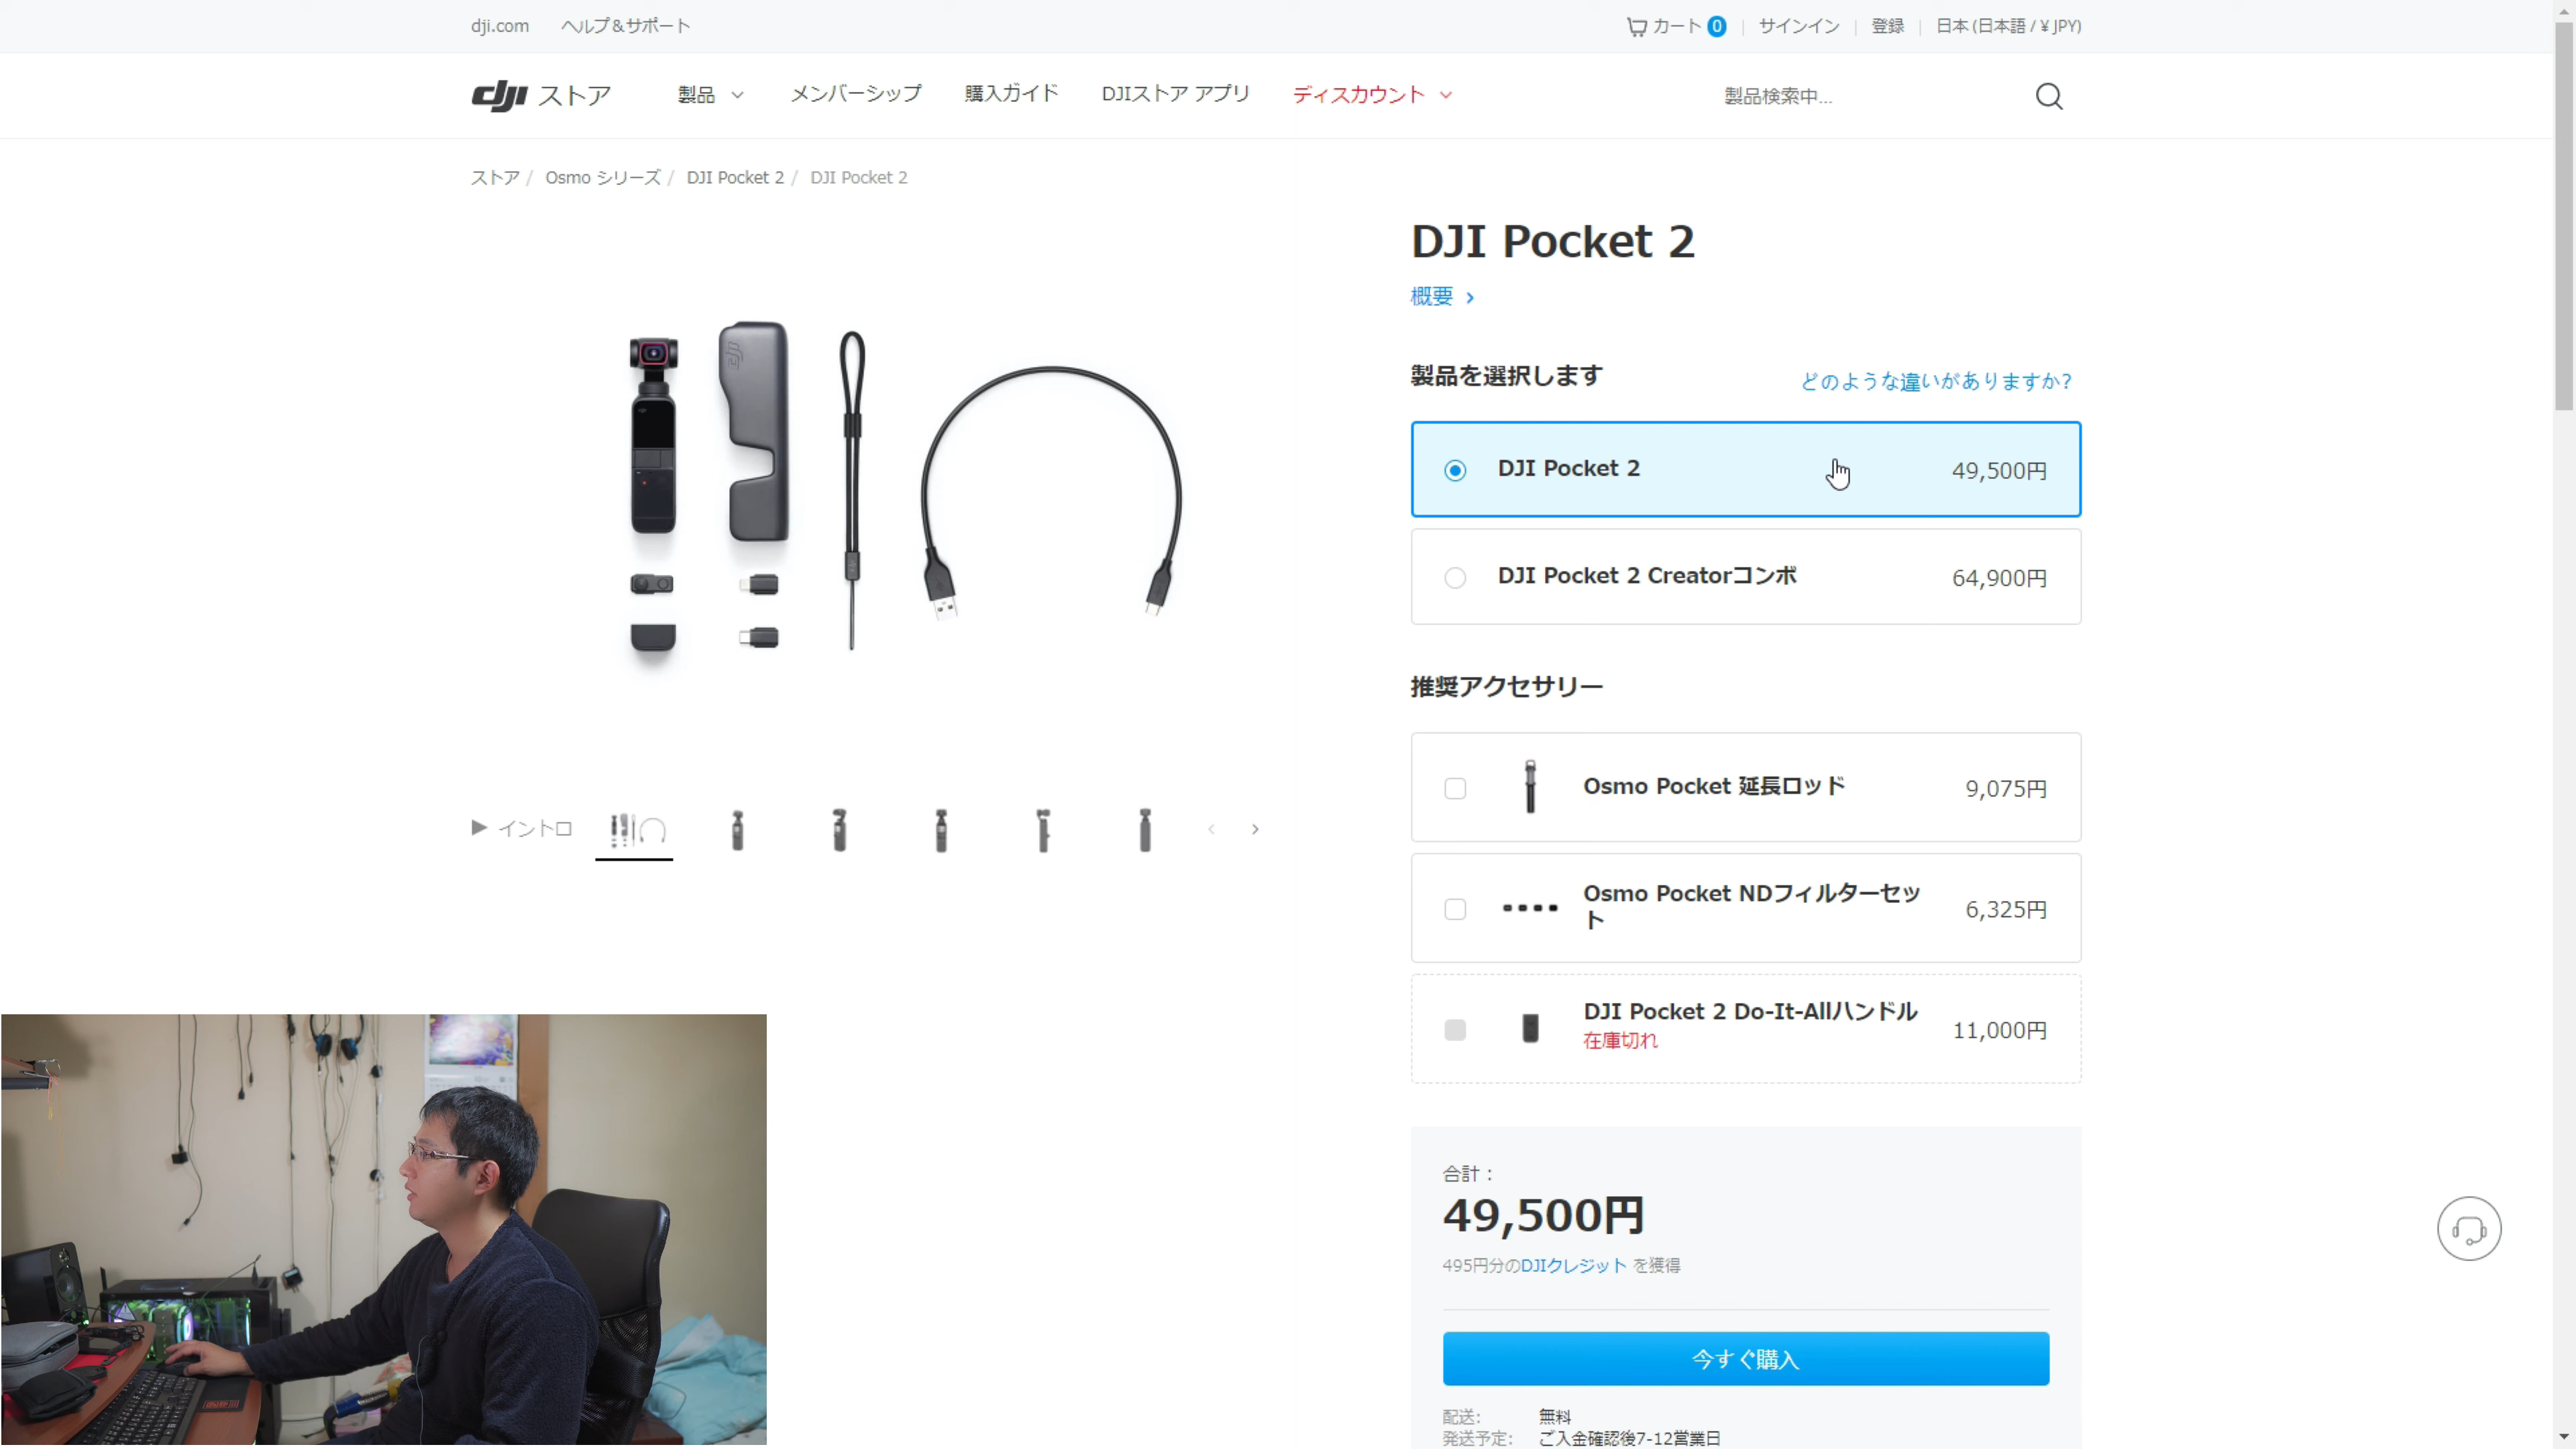 dji.com ヘルプ&サポート
カート 0 サインイン 登録 日本 (日本語 / ¥ JPY)
dji ストア 製品 メンバーシップ 購入ガイド DJIストア アプリ ディスカウント 製品検索中...
ストア / Osmo シリーズ / DJI Pocket 2 / DJI Pocket 2
DJI Pocket 2
概要 ›
製品を選択します どのような違いがありますか?
DJI Pocket 2 49,500円
DJI Pocket 2 Creatorコンボ 64,900円
推奨アクセサリー
Osmo Pocket 延長ロッド 9,075円
Osmo Pocket NDフィルターセッ
ト
6,325円
DJI Pocket 2 Do-It-Allハンドル
在庫切れ
11,000円
イントロ
合計：
49,500円
495円分のDJIクレジット を獲得
今すぐ購入
配送: 無料
発送予定: ご入金確認後7-12営業日